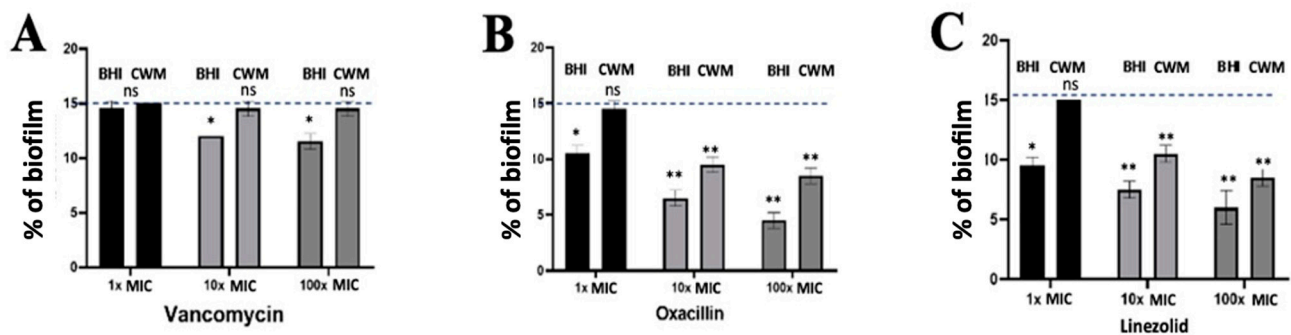 A
% of biofilm
20
15
10
5
0
BHI CWM BHI CWM BHI CWM
ns ns ns
* *
1x MIC 10x MIC 100x MIC
Vancomycin
B
% of biofilm
20
15
10
5
0
BHI CWM BHI CWM BHI CWM
ns
* ** ** ** **
1x MIC 10x MIC 100x MIC
Oxacillin
C
% of biofilm
20
15
10
5
0
BHI CWM BHI CWM BHI CWM
ns
* ** ** ** **
1x MIC 10x MIC 100x MIC
Linezolid